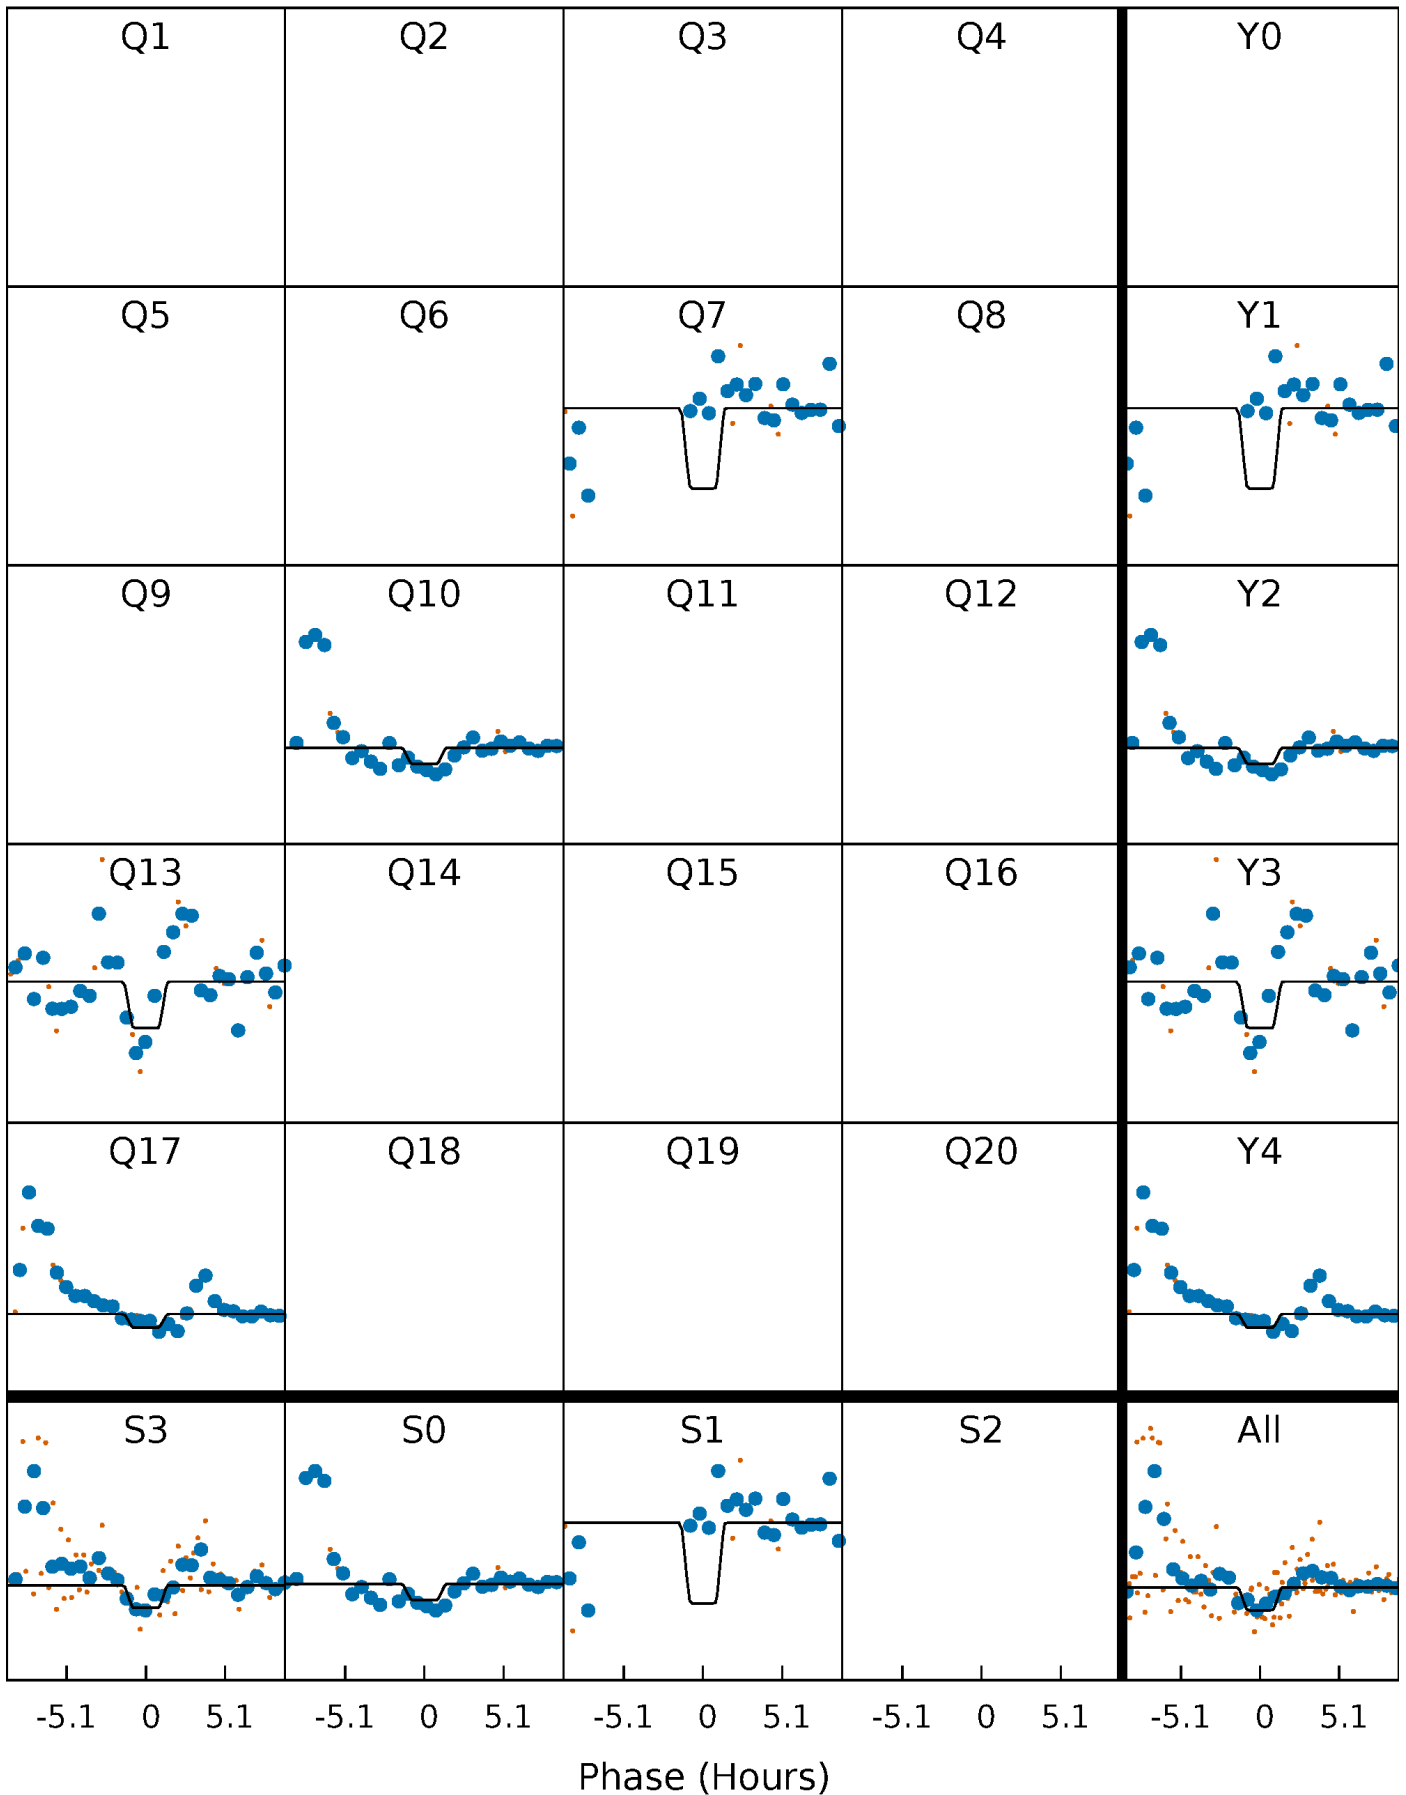 Q1 Q2 Q3 Q4 Y0
Q5 Q6 Q7 Q8 Y1
Q9 Q10 Q11 Q12 Y2
Q13 Q14 Q15 Q16 Y3
Q17 Q18 Q19 Q20 Y4
S3 S0 S1 S2 All
-5.1 0 5.1 -5.1 0 5.1 -5.1 0 5.1 -5.1 0 5.1 -5.1 0 5.1
Phase (Hours)